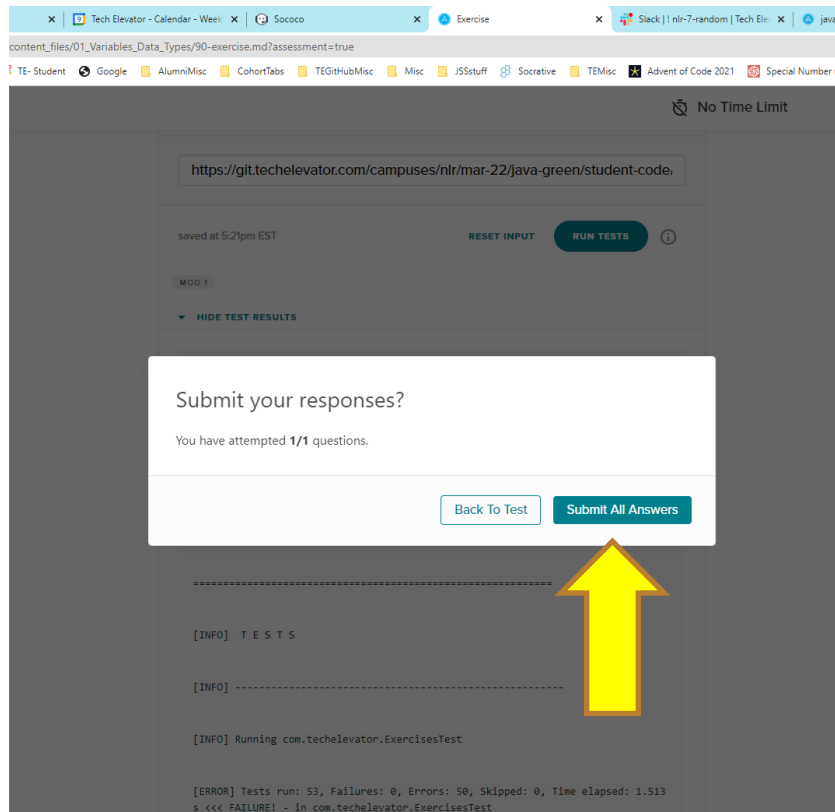 Tech Elevator - Calendar - Week Sococo Exercise Slack | ! nlr-7-random | Tech Ele java
content_files/01_Variables_Data_Types/90-exercise.md?assessment=true
TE- Student Google AlumniMisc CohortTabs TEGitHubMisc Misc JSSstuff Socrative TEMisc Advent of Code 2021 Special Number
No Time Limit
https://git.techelevator.com/campuses/nlr/mar-22/java-green/student-code/
saved at 5:21pm EST RESET INPUT RUN TESTS
MOD 1
HIDE TEST RESULTS
Submit your responses?
You have attempted 1/1 questions.
Back To Test Submit All Answers
============================================================
[INFO] T E S T S
[INFO] -------------------------------------------------------
[INFO] Running com.techelevator.ExercisesTest
[ERROR] Tests run: 53, Failures: 0, Errors: 50, Skipped: 0, Time elapsed: 1.513
s <<< FAILURE! - in com.techelevator.ExercisesTest